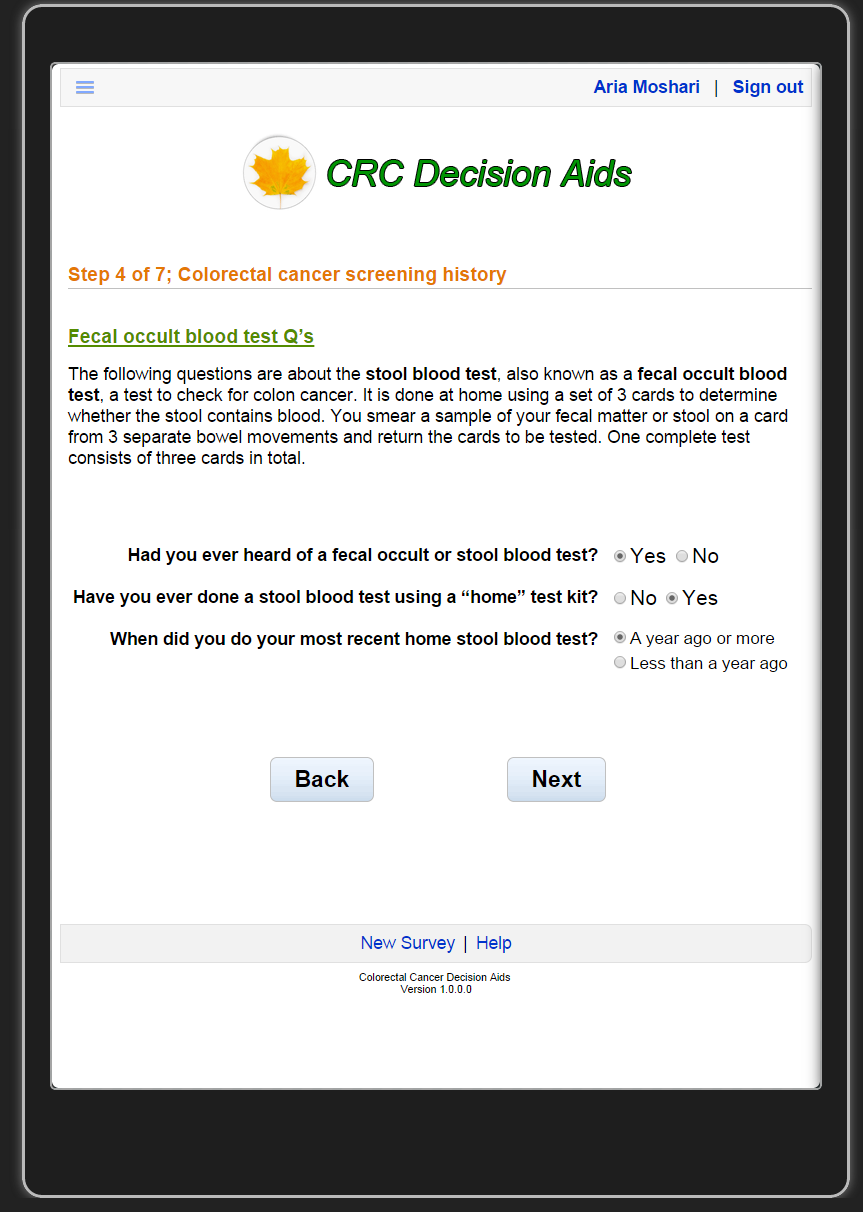 Aria Moshari | Sign out
CRC Decision Aids
Step 4 of 7; Colorectal cancer screening history
Fecal occult blood test Q’s
The following questions are about the stool blood test, also known as a fecal occult blood
test, a test to check for colon cancer. It is done at home using a set of 3 cards to determine
whether the stool contains blood. You smear a sample of your fecal matter or stool on a card
from 3 separate bowel movements and return the cards to be tested. One complete test
consists of three cards in total.
Had you ever heard of a fecal occult or stool blood test? Yes No
Have you ever done a stool blood test using a “home” test kit? No Yes
When did you do your most recent home stool blood test? A year ago or more
Less than a year ago
Back Next
New Survey | Help
Colorectal Cancer Decision Aids
Version 1.0.0.0